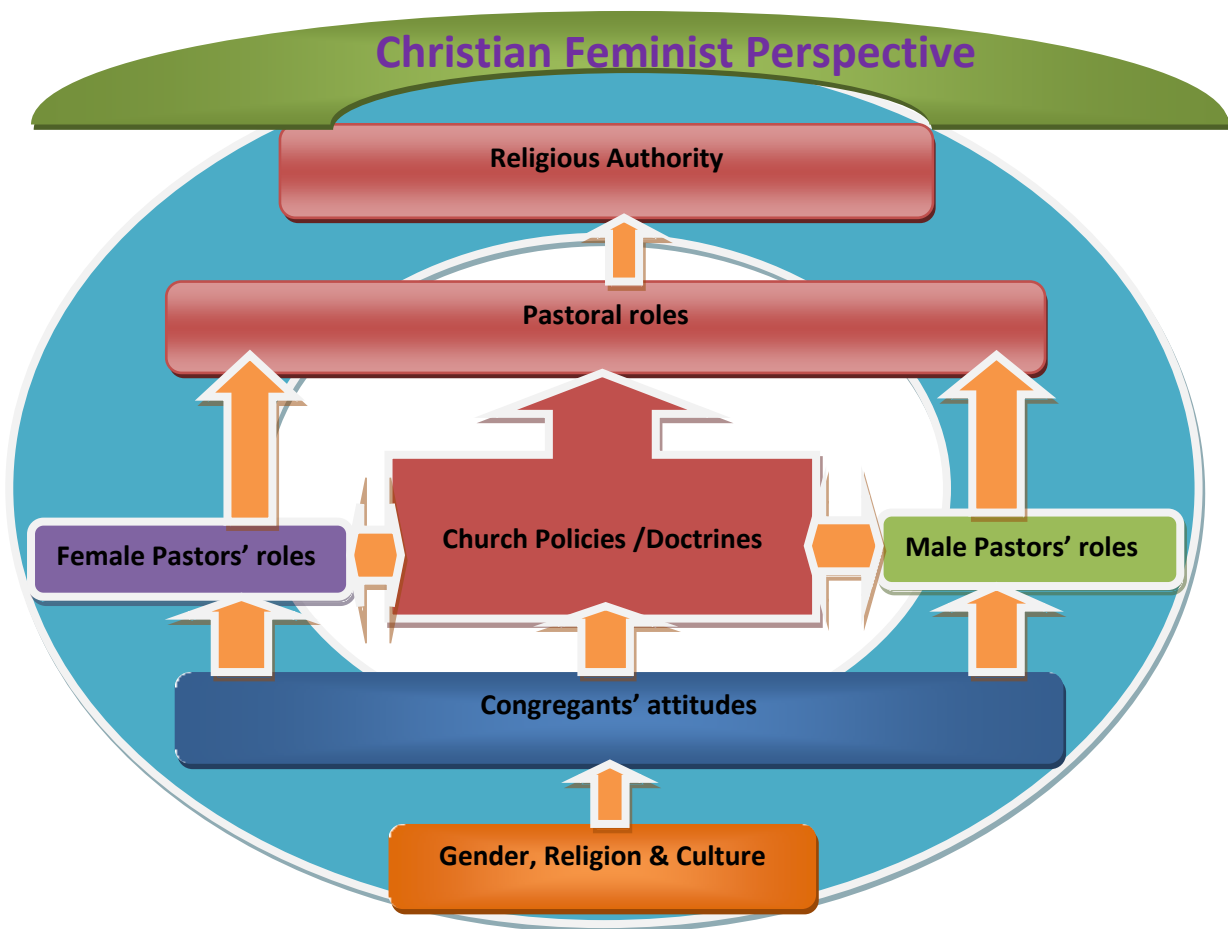 Christian Feminist Perspective
Religious Authority
Pastoral roles
Church Policies /Doctrines
Female Pastors’ roles
Male Pastors’ roles
Congregants’ attitudes
Gender, Religion & Culture